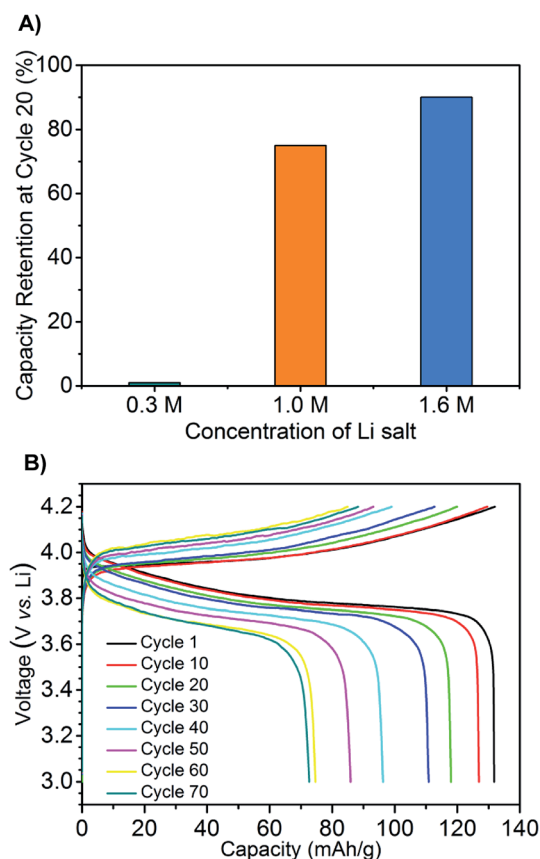 A)
Capacity Retention at Cycle 20 (%)
100
80
60
40
20
0
0.3 M 1.0 M 1.6 M
Concentration of Li salt
B)
Voltage (V vs. Li)
4.2
4.0
3.8
3.6
3.4
3.2
3.0
Cycle 1
Cycle 10
Cycle 20
Cycle 30
Cycle 40
Cycle 50
Cycle 60
Cycle 70
0 20 40 60 80 100 120 140
Capacity (mAh/g)